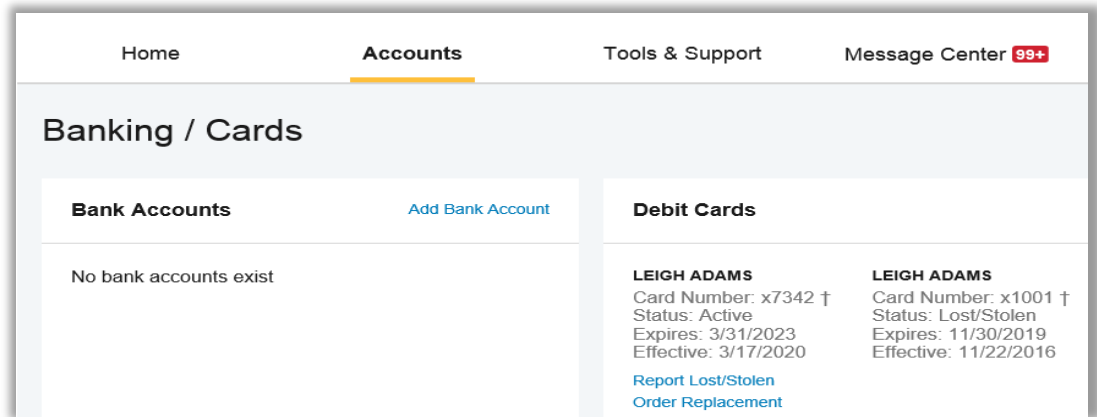 Home Accounts Tools & Support Message Center 99+
Banking / Cards
Bank Accounts Add Bank Account
No bank accounts exist
Debit Cards
LEIGH ADAMS
Card Number: x7342 †
Status: Active
Expires: 3/31/2023
Effective: 3/17/2020
Report Lost/Stolen
Order Replacement
LEIGH ADAMS
Card Number: x1001 †
Status: Lost/Stolen
Expires: 11/30/2019
Effective: 11/22/2016